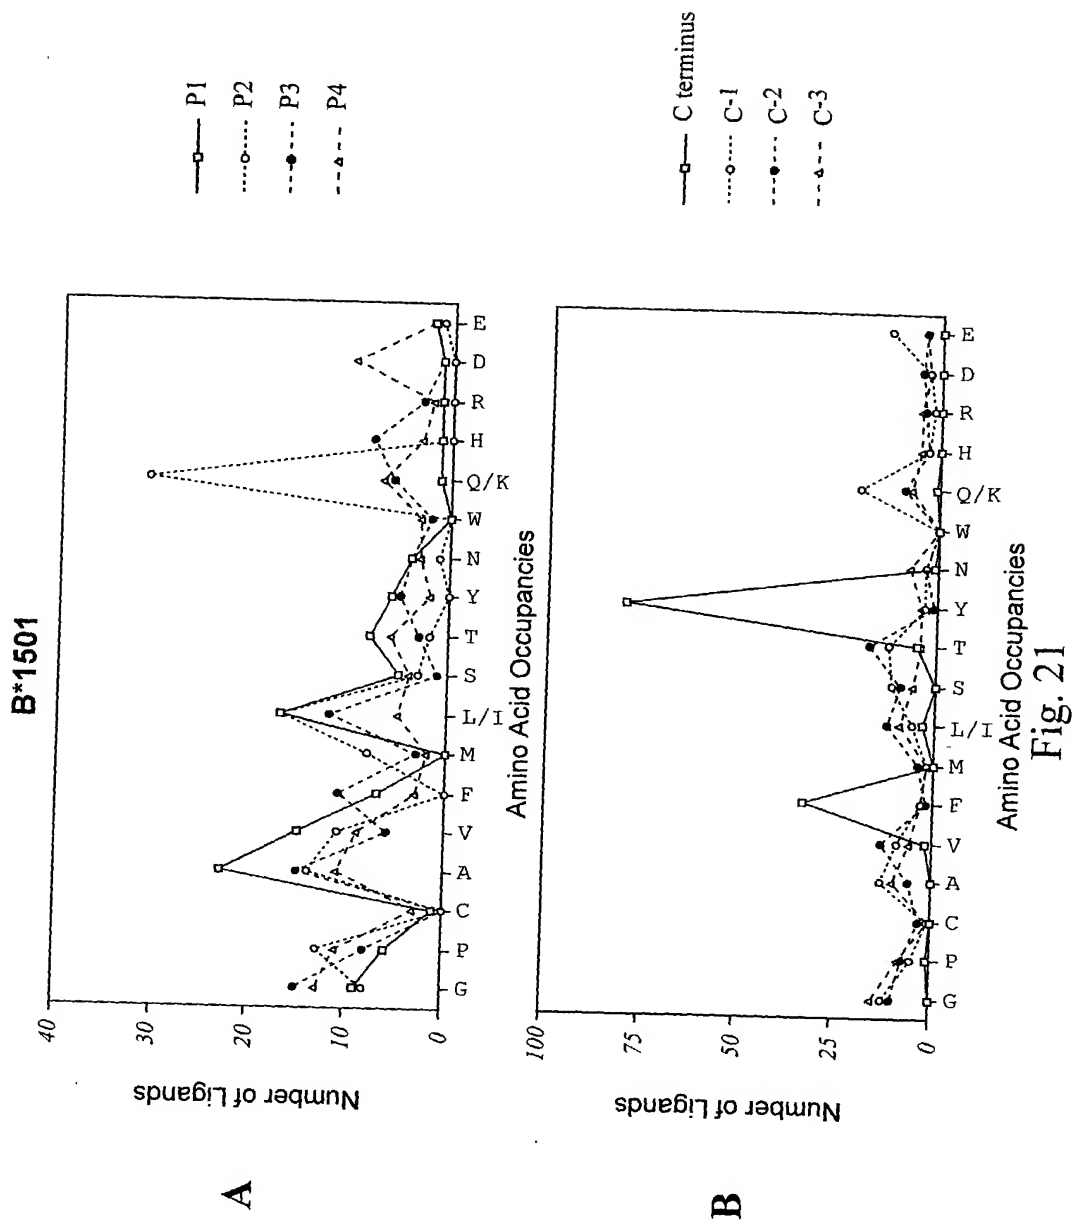 B*1501
A
Number of Ligands
40
30
20
10
0
G P C A V F M L/I S T Y N W Q/K H R D E
Amino Acid Occupancies
P1
P2
P3
P4
B
Number of Ligands
100
75
50
25
0
G P C A V F M L/I S T Y N W Q/K H R D E
Amino Acid Occupancies
C terminus
C-1
C-2
C-3
Fig. 21